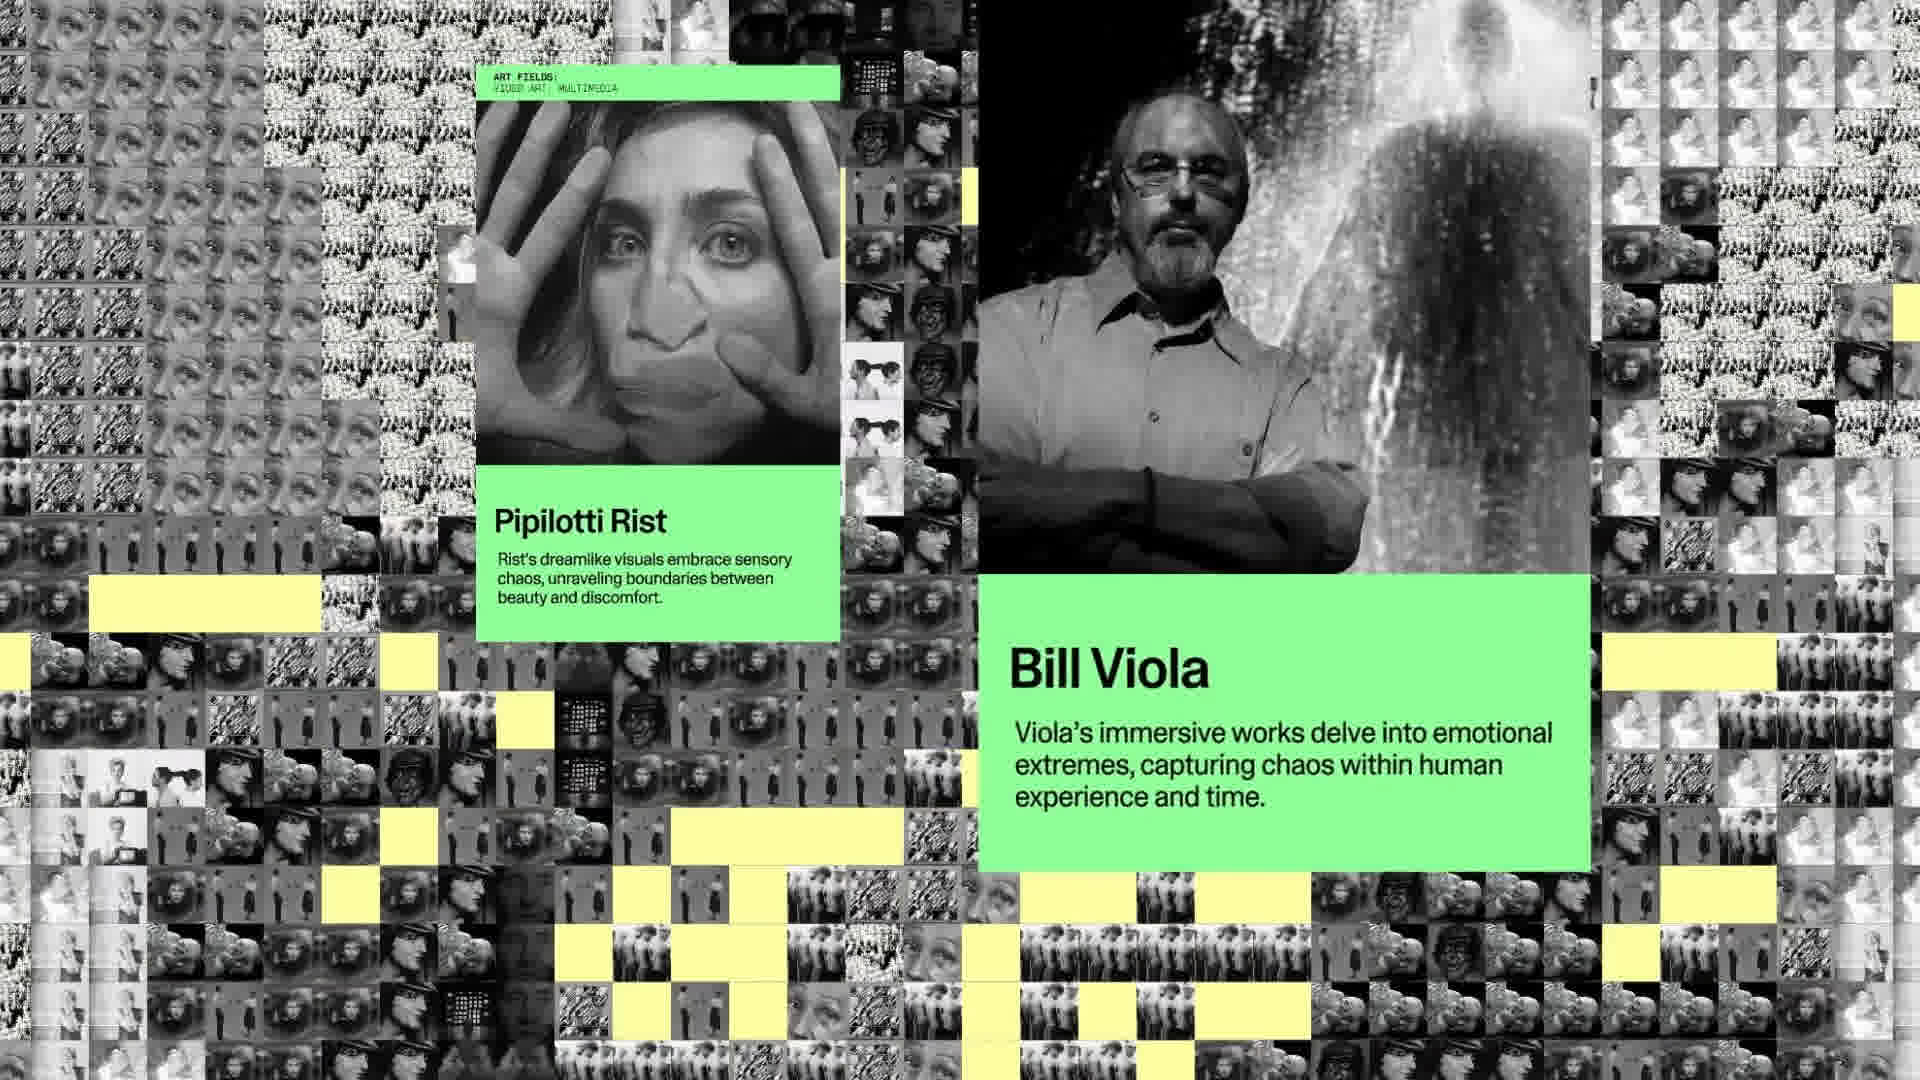 ART FIELDS:
VIDEO ART, MULTIMEDIA
Pipilotti Rist
Rist's dreamlike visuals embrace sensory
chaos, unraveling boundaries between
beauty and discomfort.
Bill Viola
Viola’s immersive works delve into emotional
extremes, capturing chaos within human
experience and time.